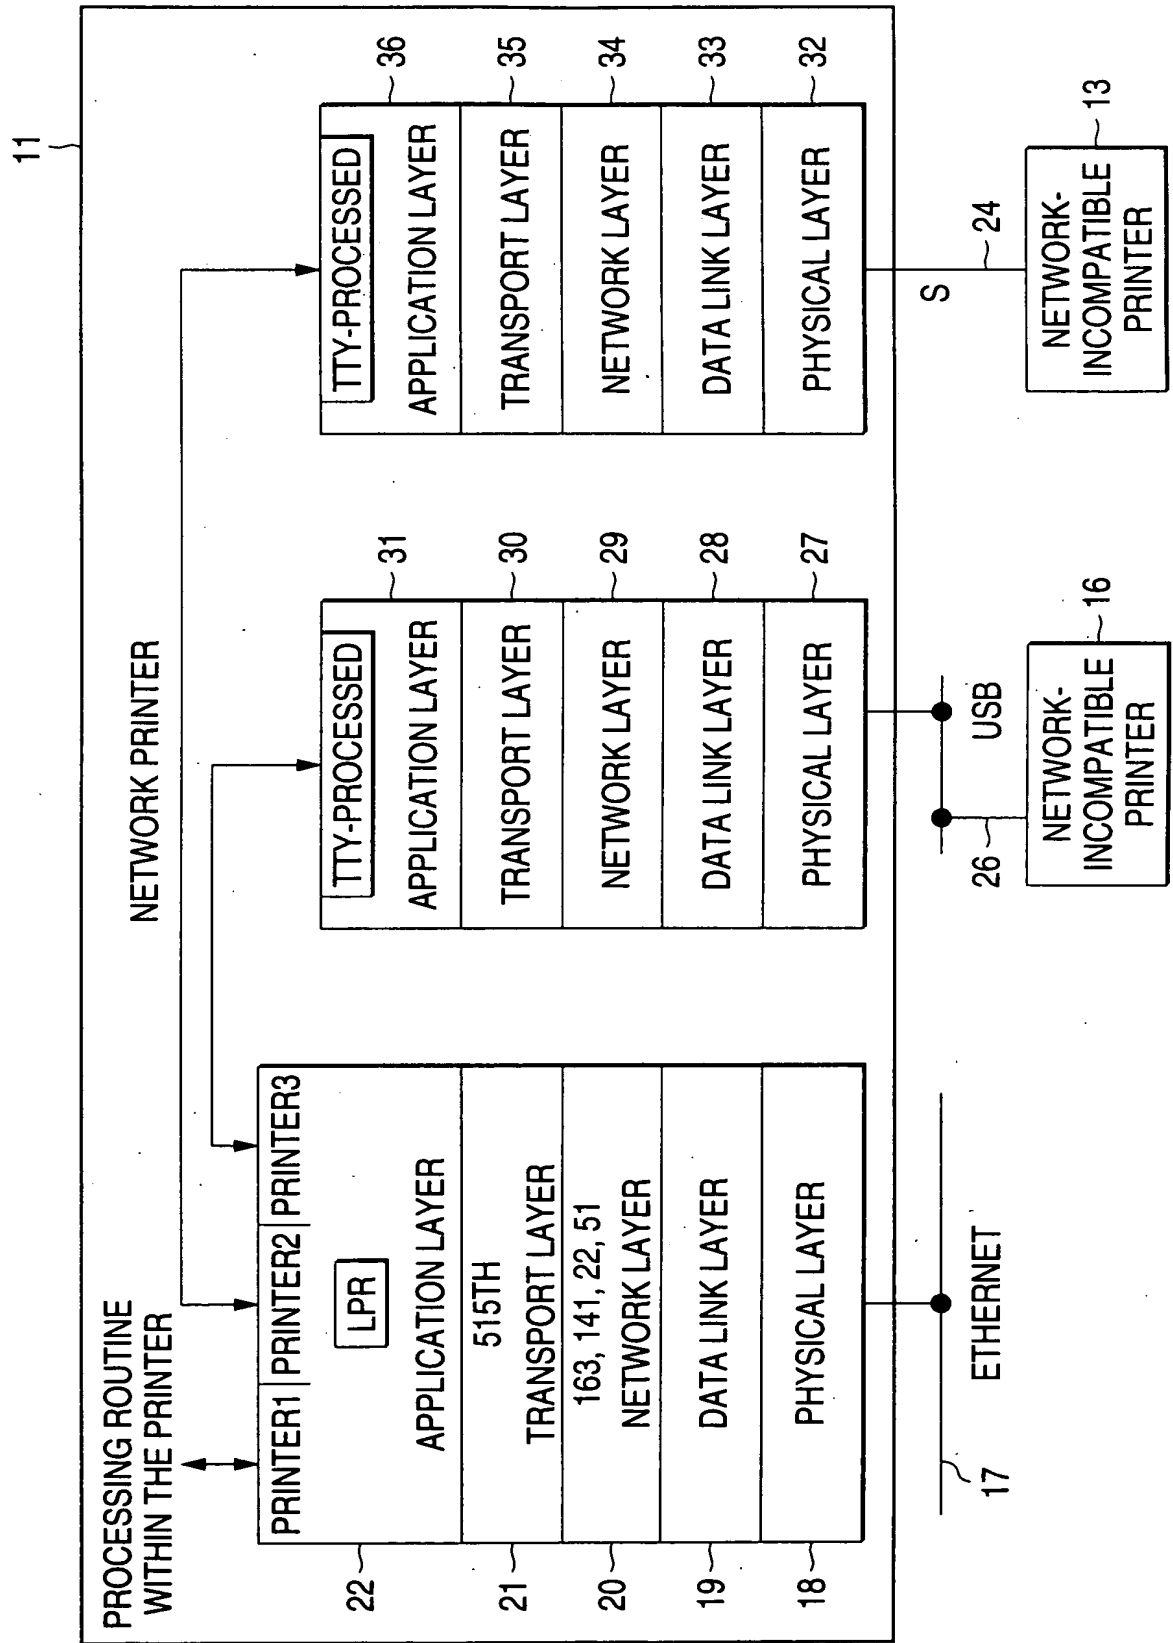 11
NETWORK PRINTER
PROCESSING ROUTINE
WITHIN THE PRINTER
PRINTER1 PRINTER2 PRINTER3
LPR
APPLICATION LAYER
22
515TH
TRANSPORT LAYER
21
163, 141, 22, 51
NETWORK LAYER
20
DATA LINK LAYER
19
PHYSICAL LAYER
18
ETHERNET
17
TTY-PROCESSED
APPLICATION LAYER
31
TRANSPORT LAYER
30
NETWORK LAYER
29
DATA LINK LAYER
28
PHYSICAL LAYER
27
USB
26
NETWORK-
INCOMPATIBLE
PRINTER
16
TTY-PROCESSED
APPLICATION LAYER
36
TRANSPORT LAYER
35
NETWORK LAYER
34
DATA LINK LAYER
33
PHYSICAL LAYER
32
S
24
NETWORK-
INCOMPATIBLE
PRINTER
13